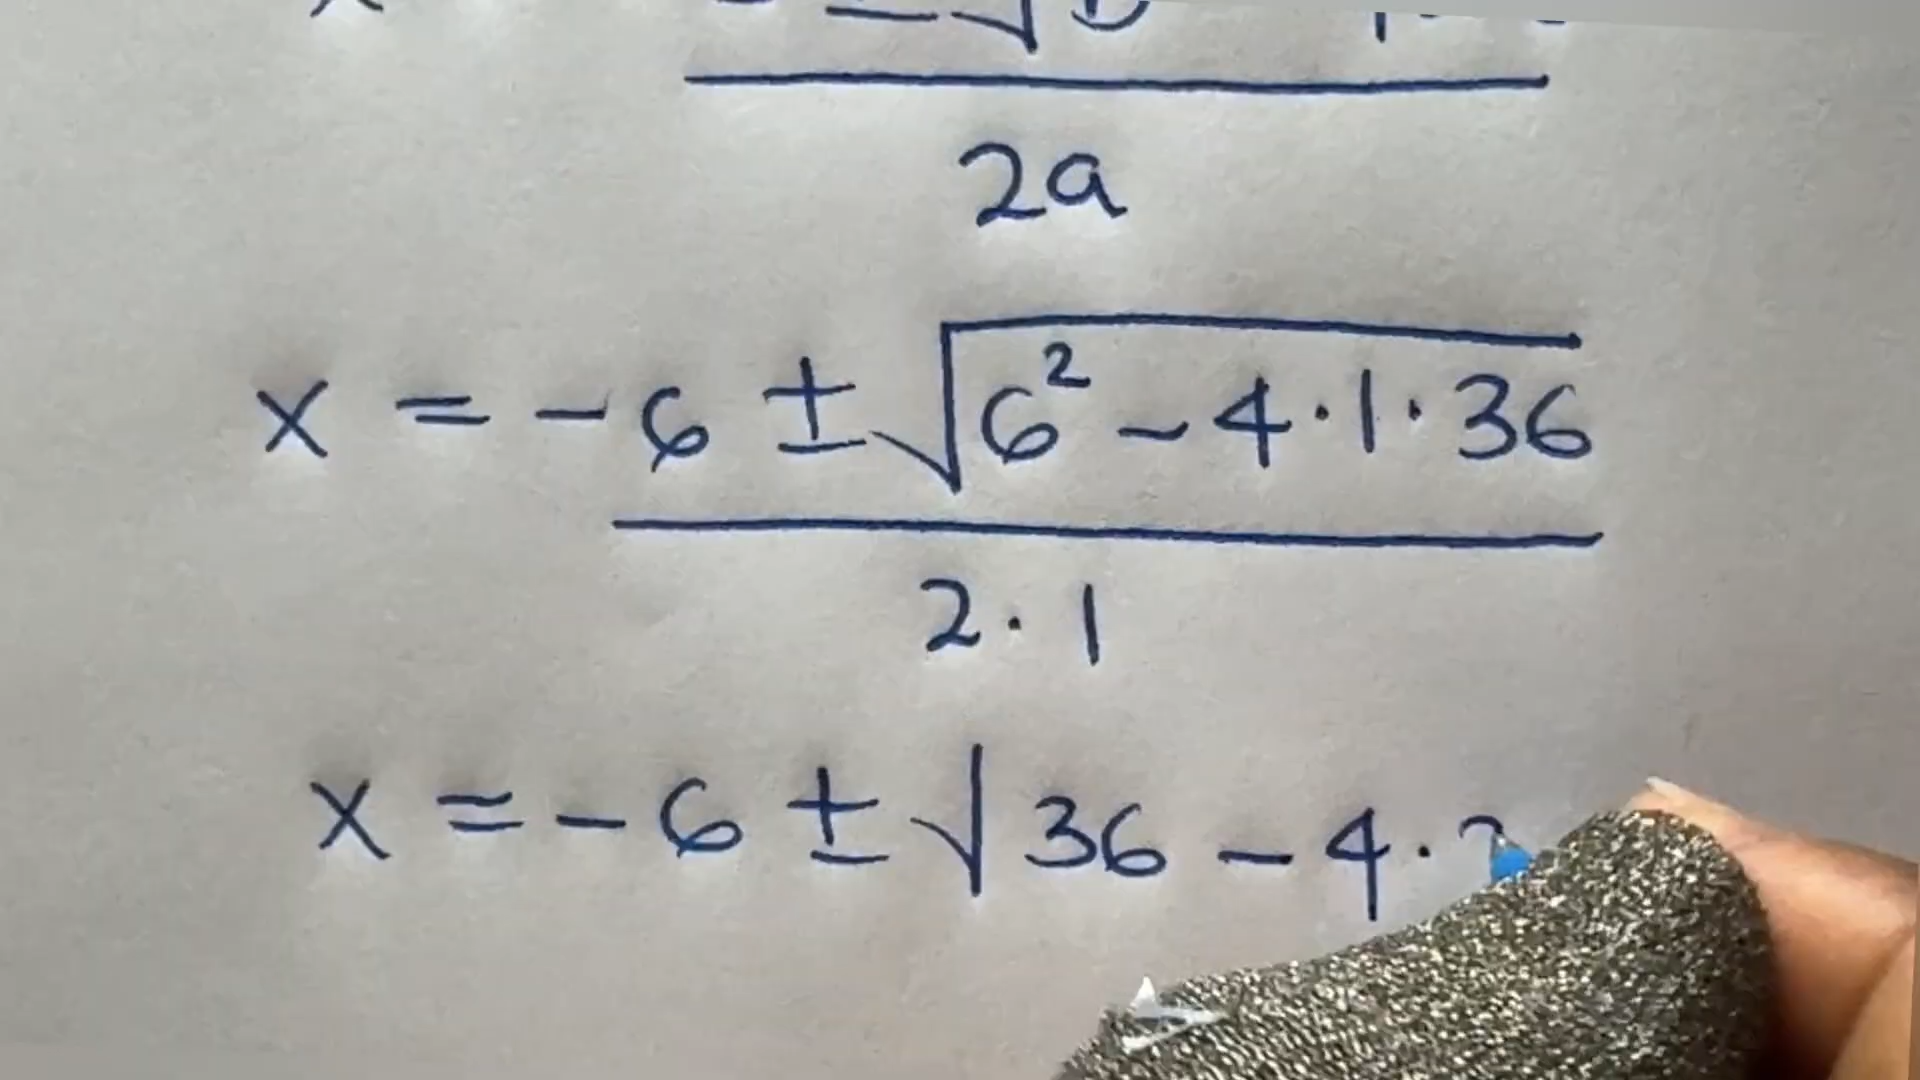 2a
x = -6 ± √6² - 4·1·36
2·1
x = -6 ± √36 - 4·